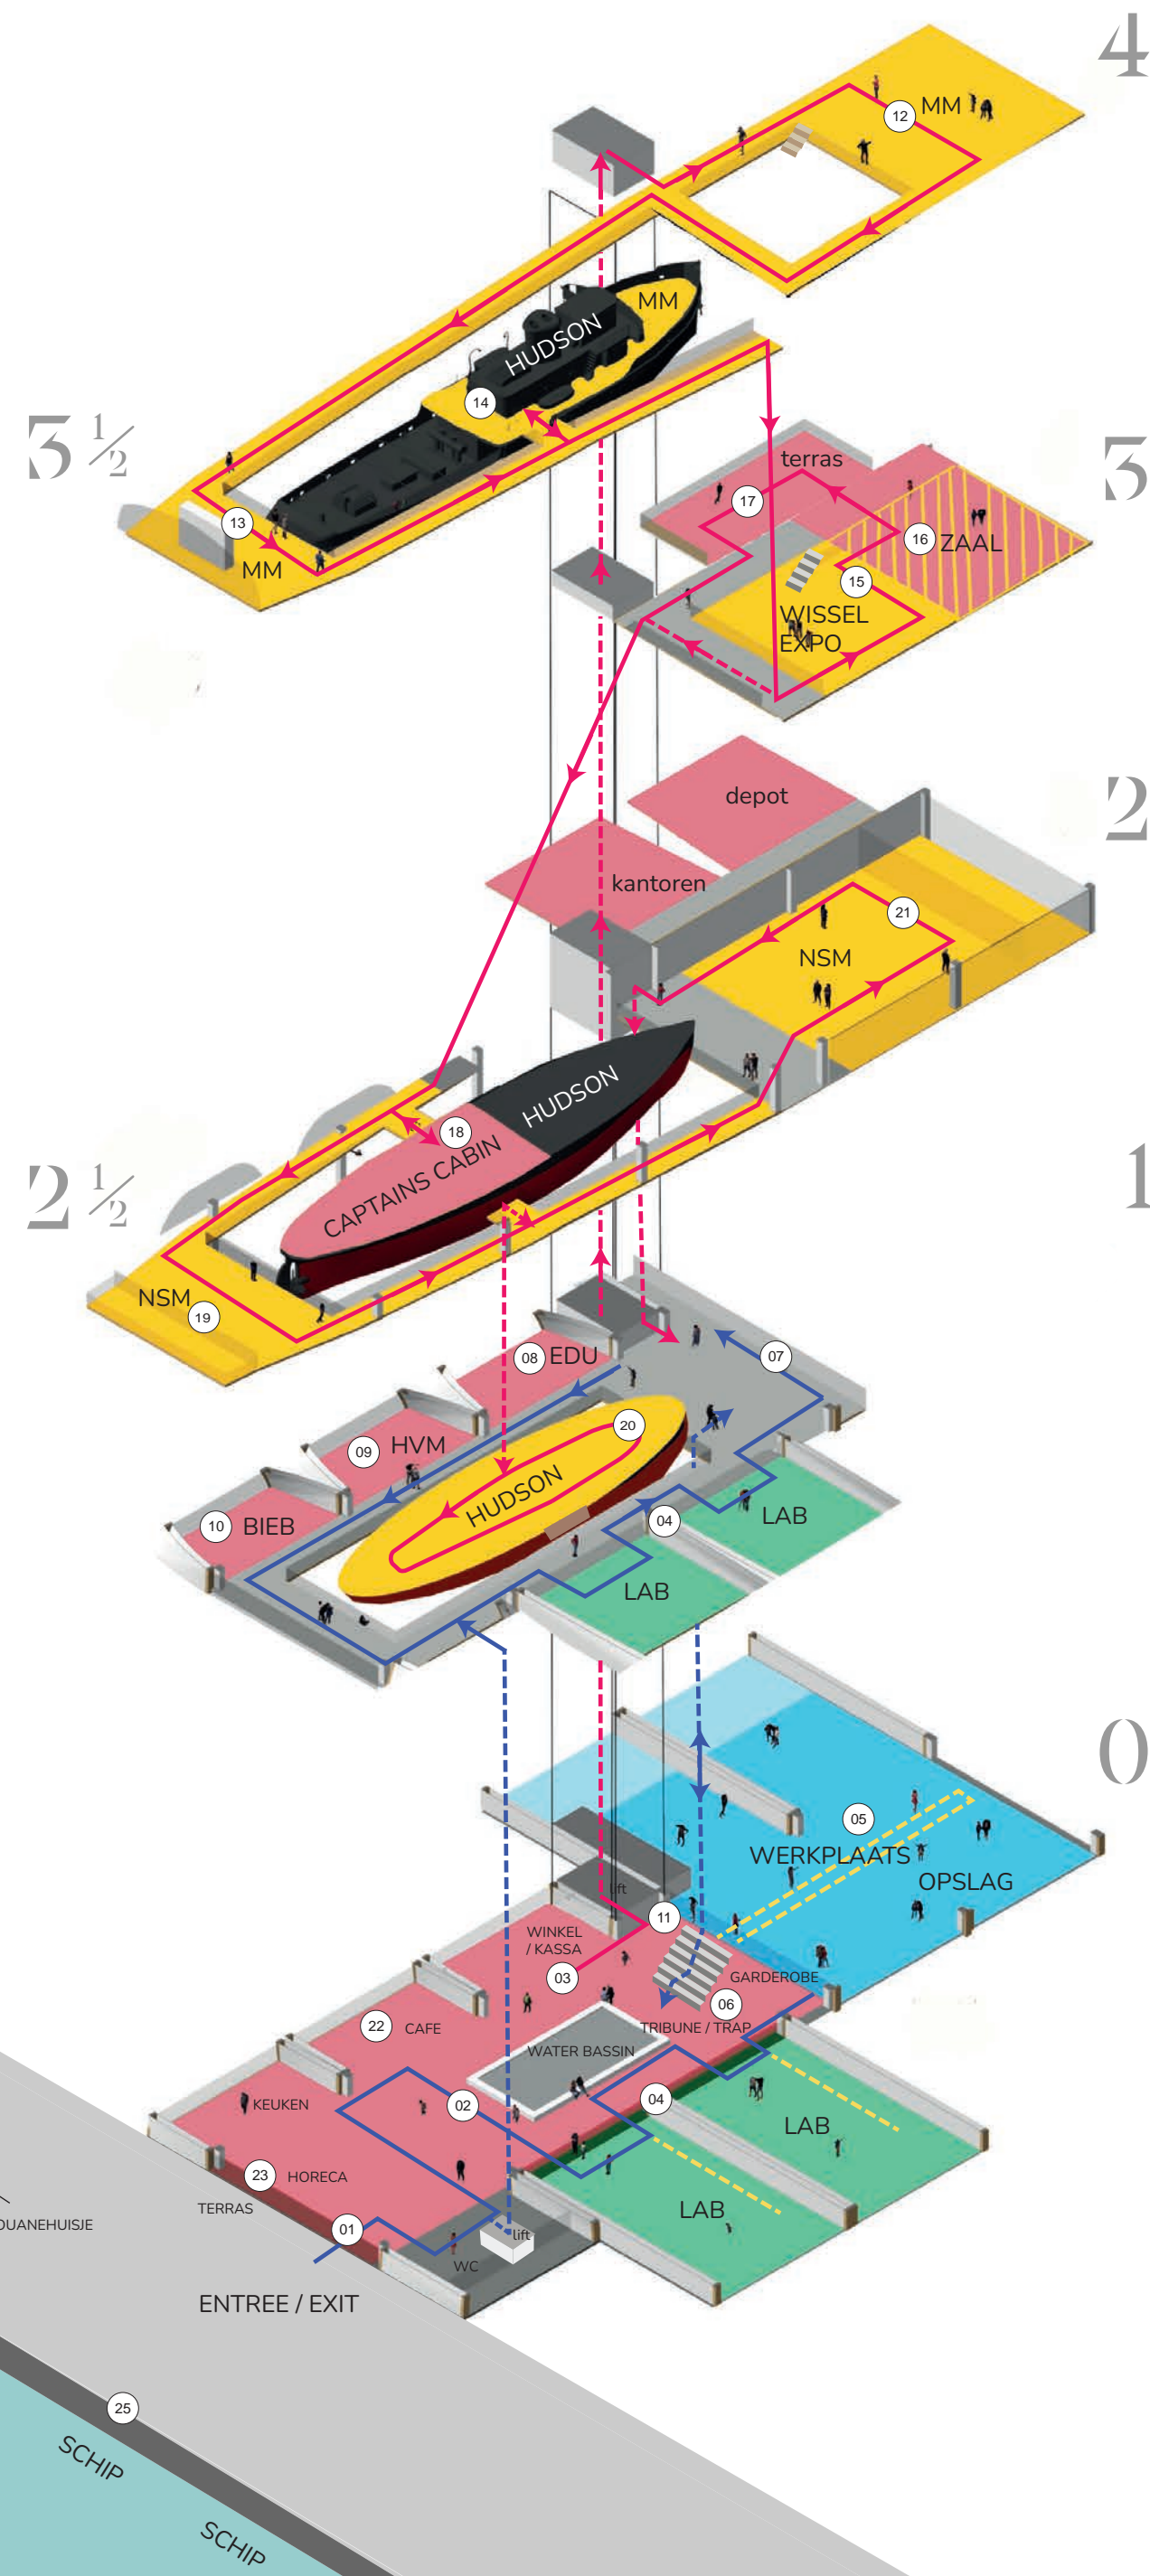 4
12
MM
MM
HUDSON
14
3 1/2
3
terras
17
16
ZAAL
13
MM
15
WISSEL
EXPO
2
depot
kantoren
21
NSM
HUDSON
18
CAPTAINS CABIN
1
2 1/2
NSM
19
08
EDU
07
20
09
HVM
HUDSON
10
BIEB
04
LAB
LAB
0
05
WERKPLAATS
OPSLAG
lift
11
WINKEL
/ KASSA
03
GARDEROBE
06
TRIBUNE / TRAP
22
CAFE
WATER BASSIN
KEUKEN
02
04
LAB
23
HORECA
TERRAS
LAB
OUANEHUISJE
01
lift
WC
ENTREE / EXIT
25
SCHIP
SCHIP